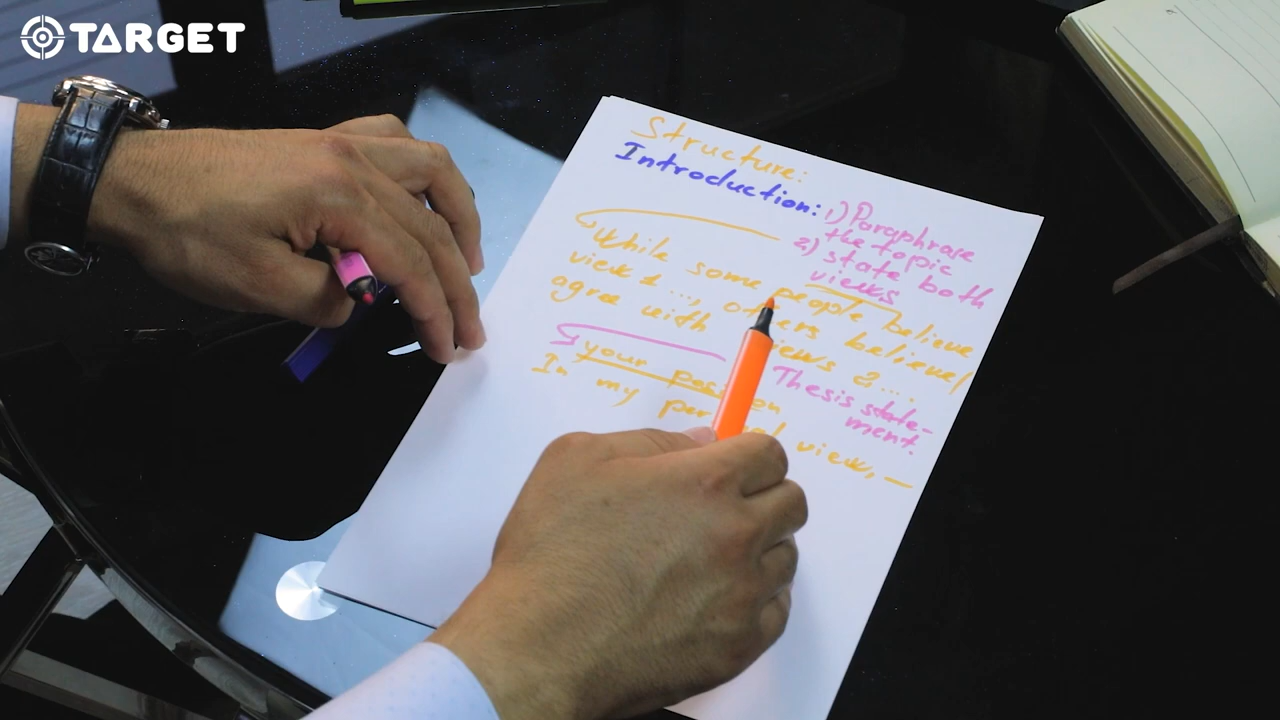 TARGET
Structure:
Introduction: 1) Paraphrase
the topic
2) state both
views
While some people believe
view 1 ..., others believe/
agree with views 2....
Thesis state-
ment.
your position
In my view, —